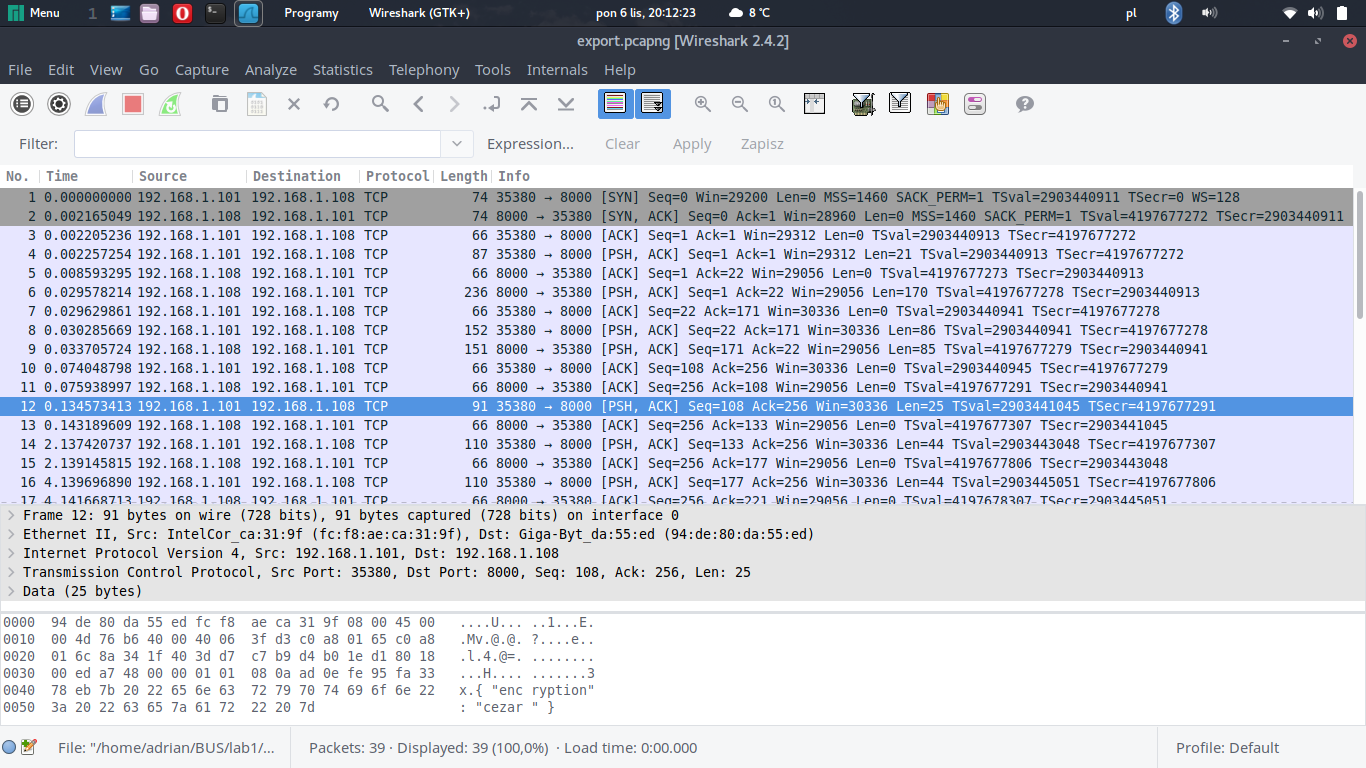 Menu 1 Programy Wireshark (GTK+) pon 6 lis, 20:12:23 8 °C pl
export.pcapng [Wireshark 2.4.2]
File Edit View Go Capture Analyze Statistics Telephony Tools Internals Help
Filter: Expression... Clear Apply Zapisz
No. Time Source Destination Protocol Length Info
1 0.000000000 192.168.1.101 192.168.1.108 TCP 74 35380 → 8000 [SYN] Seq=0 Win=29200 Len=0 MSS=1460 SACK_PERM=1 TSval=2903440911 TSecr=0 WS=128
2 0.002165049 192.168.1.108 192.168.1.101 TCP 74 8000 → 35380 [SYN, ACK] Seq=0 Ack=1 Win=28960 Len=0 MSS=1460 SACK_PERM=1 TSval=4197677272 TSecr=2903440911
3 0.002205236 192.168.1.101 192.168.1.108 TCP 66 35380 → 8000 [ACK] Seq=1 Ack=1 Win=29312 Len=0 TSval=2903440913 TSecr=4197677272
4 0.002257254 192.168.1.101 192.168.1.108 TCP 87 35380 → 8000 [PSH, ACK] Seq=1 Ack=1 Win=29312 Len=21 TSval=2903440913 TSecr=4197677272
5 0.008593295 192.168.1.108 192.168.1.101 TCP 66 8000 → 35380 [ACK] Seq=1 Ack=22 Win=29056 Len=0 TSval=4197677273 TSecr=2903440913
6 0.029578214 192.168.1.108 192.168.1.101 TCP 236 8000 → 35380 [PSH, ACK] Seq=1 Ack=22 Win=29056 Len=170 TSval=4197677278 TSecr=2903440913
7 0.029629861 192.168.1.101 192.168.1.108 TCP 66 35380 → 8000 [ACK] Seq=22 Ack=171 Win=30336 Len=0 TSval=2903440941 TSecr=4197677278
8 0.030285669 192.168.1.101 192.168.1.108 TCP 152 35380 → 8000 [PSH, ACK] Seq=22 Ack=171 Win=30336 Len=86 TSval=2903440941 TSecr=4197677278
9 0.033705724 192.168.1.108 192.168.1.101 TCP 151 8000 → 35380 [PSH, ACK] Seq=171 Ack=22 Win=29056 Len=85 TSval=4197677279 TSecr=2903440941
10 0.074048798 192.168.1.101 192.168.1.108 TCP 66 35380 → 8000 [ACK] Seq=108 Ack=256 Win=30336 Len=0 TSval=2903440945 TSecr=4197677279
11 0.075938997 192.168.1.108 192.168.1.101 TCP 66 8000 → 35380 [ACK] Seq=256 Ack=108 Win=29056 Len=0 TSval=4197677291 TSecr=2903440941
12 0.134573413 192.168.1.101 192.168.1.108 TCP 91 35380 → 8000 [PSH, ACK] Seq=108 Ack=256 Win=30336 Len=25 TSval=2903441045 TSecr=4197677291
13 0.143189609 192.168.1.108 192.168.1.101 TCP 66 8000 → 35380 [ACK] Seq=256 Ack=133 Win=29056 Len=0 TSval=4197677307 TSecr=2903441045
14 2.137420737 192.168.1.101 192.168.1.108 TCP 110 35380 → 8000 [PSH, ACK] Seq=133 Ack=256 Win=30336 Len=44 TSval=2903443048 TSecr=4197677307
15 2.139145815 192.168.1.108 192.168.1.101 TCP 66 8000 → 35380 [ACK] Seq=256 Ack=177 Win=29056 Len=0 TSval=4197677806 TSecr=2903443048
16 4.139696890 192.168.1.101 192.168.1.108 TCP 110 35380 → 8000 [PSH, ACK] Seq=177 Ack=256 Win=30336 Len=44 TSval=2903445051 TSecr=4197677806
17 4.141668713 192.168.1.108 192.168.1.101 TCP 66 8000 → 35380 [ACK] Seq=256 Ack=221 Win=29056 Len=0 TSval=4197678307 TSecr=2903445051
Frame 12: 91 bytes on wire (728 bits), 91 bytes captured (728 bits) on interface 0
Ethernet II, Src: IntelCor_ca:31:9f (fc:f8:ae:ca:31:9f), Dst: Giga-Byt_da:55:ed (94:de:80:da:55:ed)
Internet Protocol Version 4, Src: 192.168.1.101, Dst: 192.168.1.108
Transmission Control Protocol, Src Port: 35380, Dst Port: 8000, Seq: 108, Ack: 256, Len: 25
Data (25 bytes)
0000 94 de 80 da 55 ed fc f8 ae ca 31 9f 08 00 45 00 ....U... ..1...E.
0010 00 4d 76 b6 40 00 40 06 3f d3 c0 a8 01 65 c0 a8 .Mv.@.@. ?....e..
0020 01 6c 8a 34 1f 40 3d d7 c7 b9 d4 b0 1e d1 80 18 .l.4.@=. ........
0030 00 ed a7 48 00 00 01 01 08 0a ad 0e fe 95 fa 33 ...H.... .......3
0040 78 eb 7b 20 22 65 6e 63 72 79 70 74 69 6f 6e 22 x.{ "enc ryption"
0050 3a 20 22 63 65 7a 61 72 22 20 7d : "cezar " }
File: "/home/adrian/BUS/lab1/... Packets: 39 · Displayed: 39 (100,0%) · Load time: 0:00.000 Profile: Default